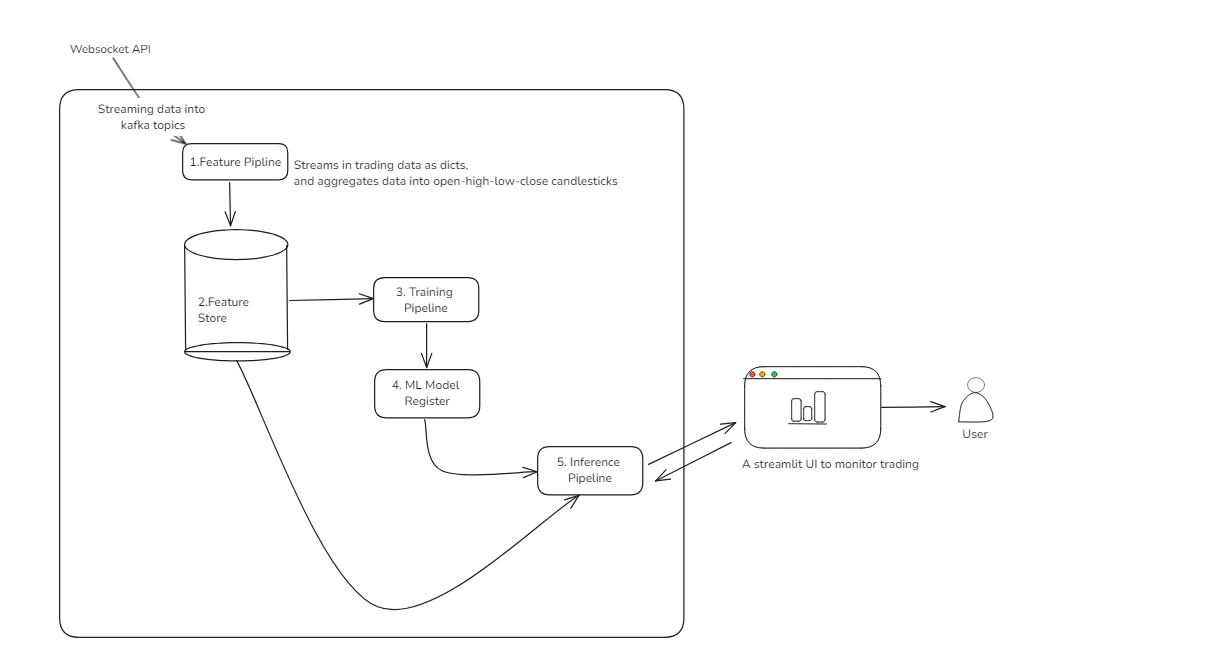 Websocket API
Streaming data into
kafka topics
1.Feature Pipline
Streams in trading data as dicts,
and aggregates data into open-high-low-close candlesticks
2.Feature
Store
3. Training
Pipeline
4. ML Model
Register
5. Inference
Pipeline
A streamlit UI to monitor trading
User